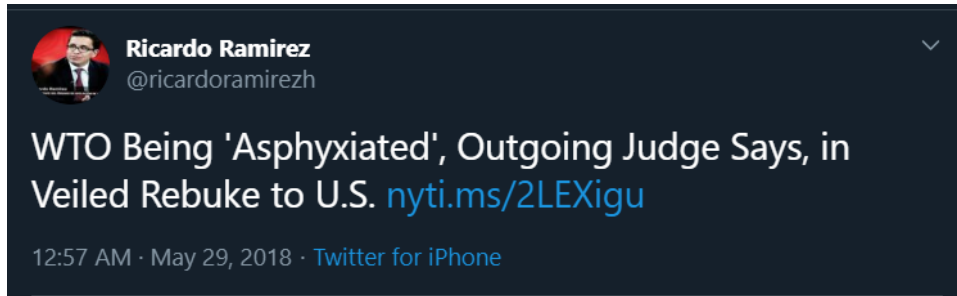 Ricardo Ramirez
@ricardoramirezh
WTO Being 'Asphyxiated', Outgoing Judge Says, in
Veiled Rebuke to U.S. nyti.ms/2LEXigu
12:57 AM · May 29, 2018 · Twitter for iPhone